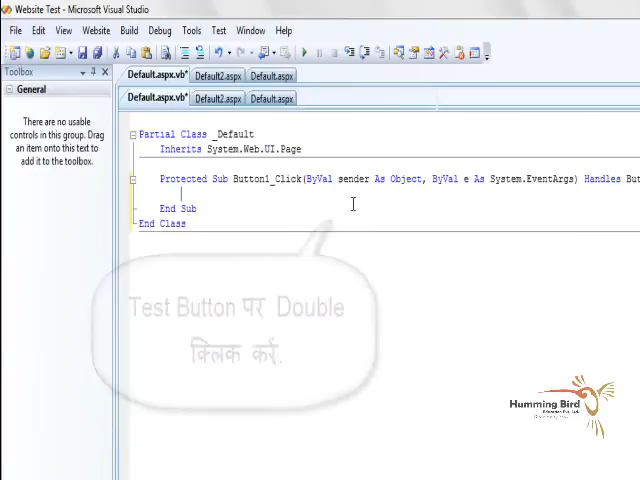 Website Test - Microsoft Visual Studio
File Edit View Website Build Debug Tools Test Window Help
Toolbox
General
There are no usable
controls in this group. Drag
an item onto this text to
add it to the toolbox.
Default.aspx.vb* Default2.aspx Default.aspx
Default.aspx.vb* Default2.aspx Default.aspx
Partial Class _Default
Inherits System.Web.UI.Page
Protected Sub Button1_Click(ByVal sender As Object, ByVal e As System.EventArgs) Handles But
End Sub
End Class
Test Button पर Double
क्लिक करें.
Humming Bird
Education Pvt. Ltd.